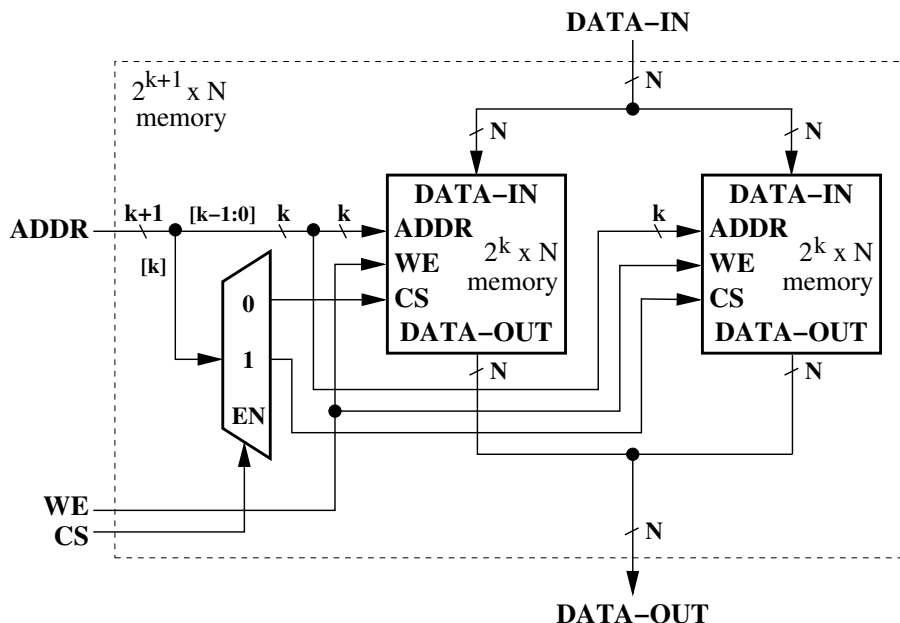 DATA−IN
N
2^{k+1} x N
memory
N
N
DATA−IN
ADDR
2^k x N
WE
memory
CS
DATA−OUT
DATA−IN
ADDR
2^k x N
WE
memory
CS
DATA−OUT
ADDR
k+1
[k−1:0]
k
k
k
[k]
0
1
EN
N
N
WE
CS
N
DATA−OUT